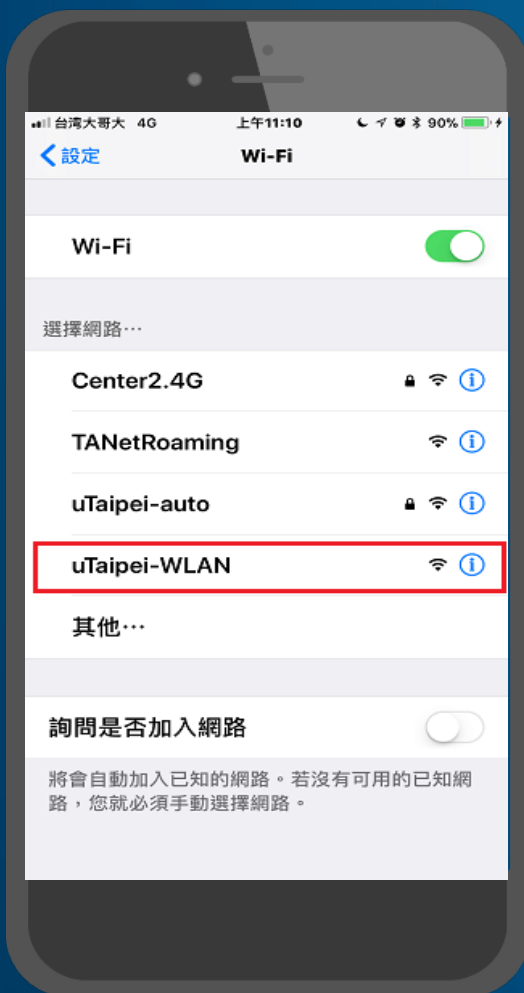 台湾大哥大 4G 上午11:10 90%
設定 Wi-Fi
Wi-Fi
選擇網路⋯
Center2.4G
TANetRoaming
uTaipei-auto
uTaipei-WLAN
其他⋯
詢問是否加入網路
將會自動加入已知的網路。若沒有可用的已知網
路，您就必須手動選擇網路。